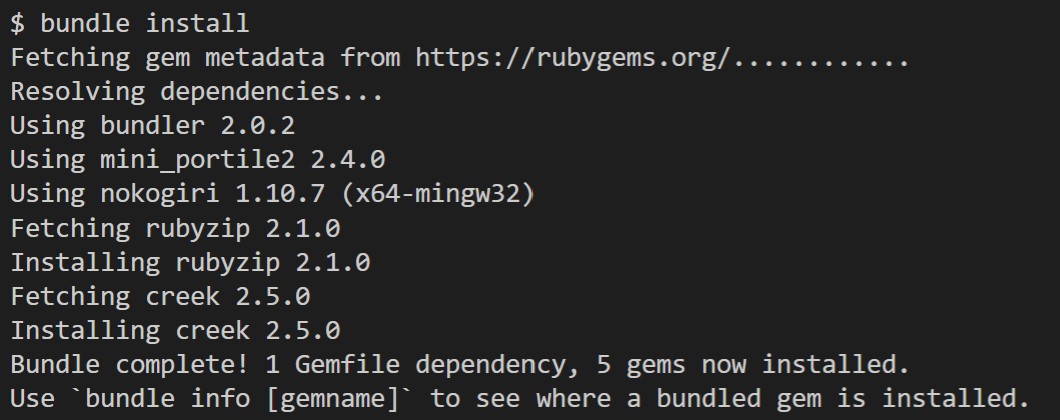 $ bundle install
Fetching gem metadata from https://rubygems.org/............
Resolving dependencies...
Using bundler 2.0.2
Using mini_portile2 2.4.0
Using nokogiri 1.10.7 (x64-mingw32)
Fetching rubyzip 2.1.0
Installing rubyzip 2.1.0
Fetching creek 2.5.0
Installing creek 2.5.0
Bundle complete! 1 Gemfile dependency, 5 gems now installed.
Use `bundle info [gemname]` to see where a bundled gem is installed.